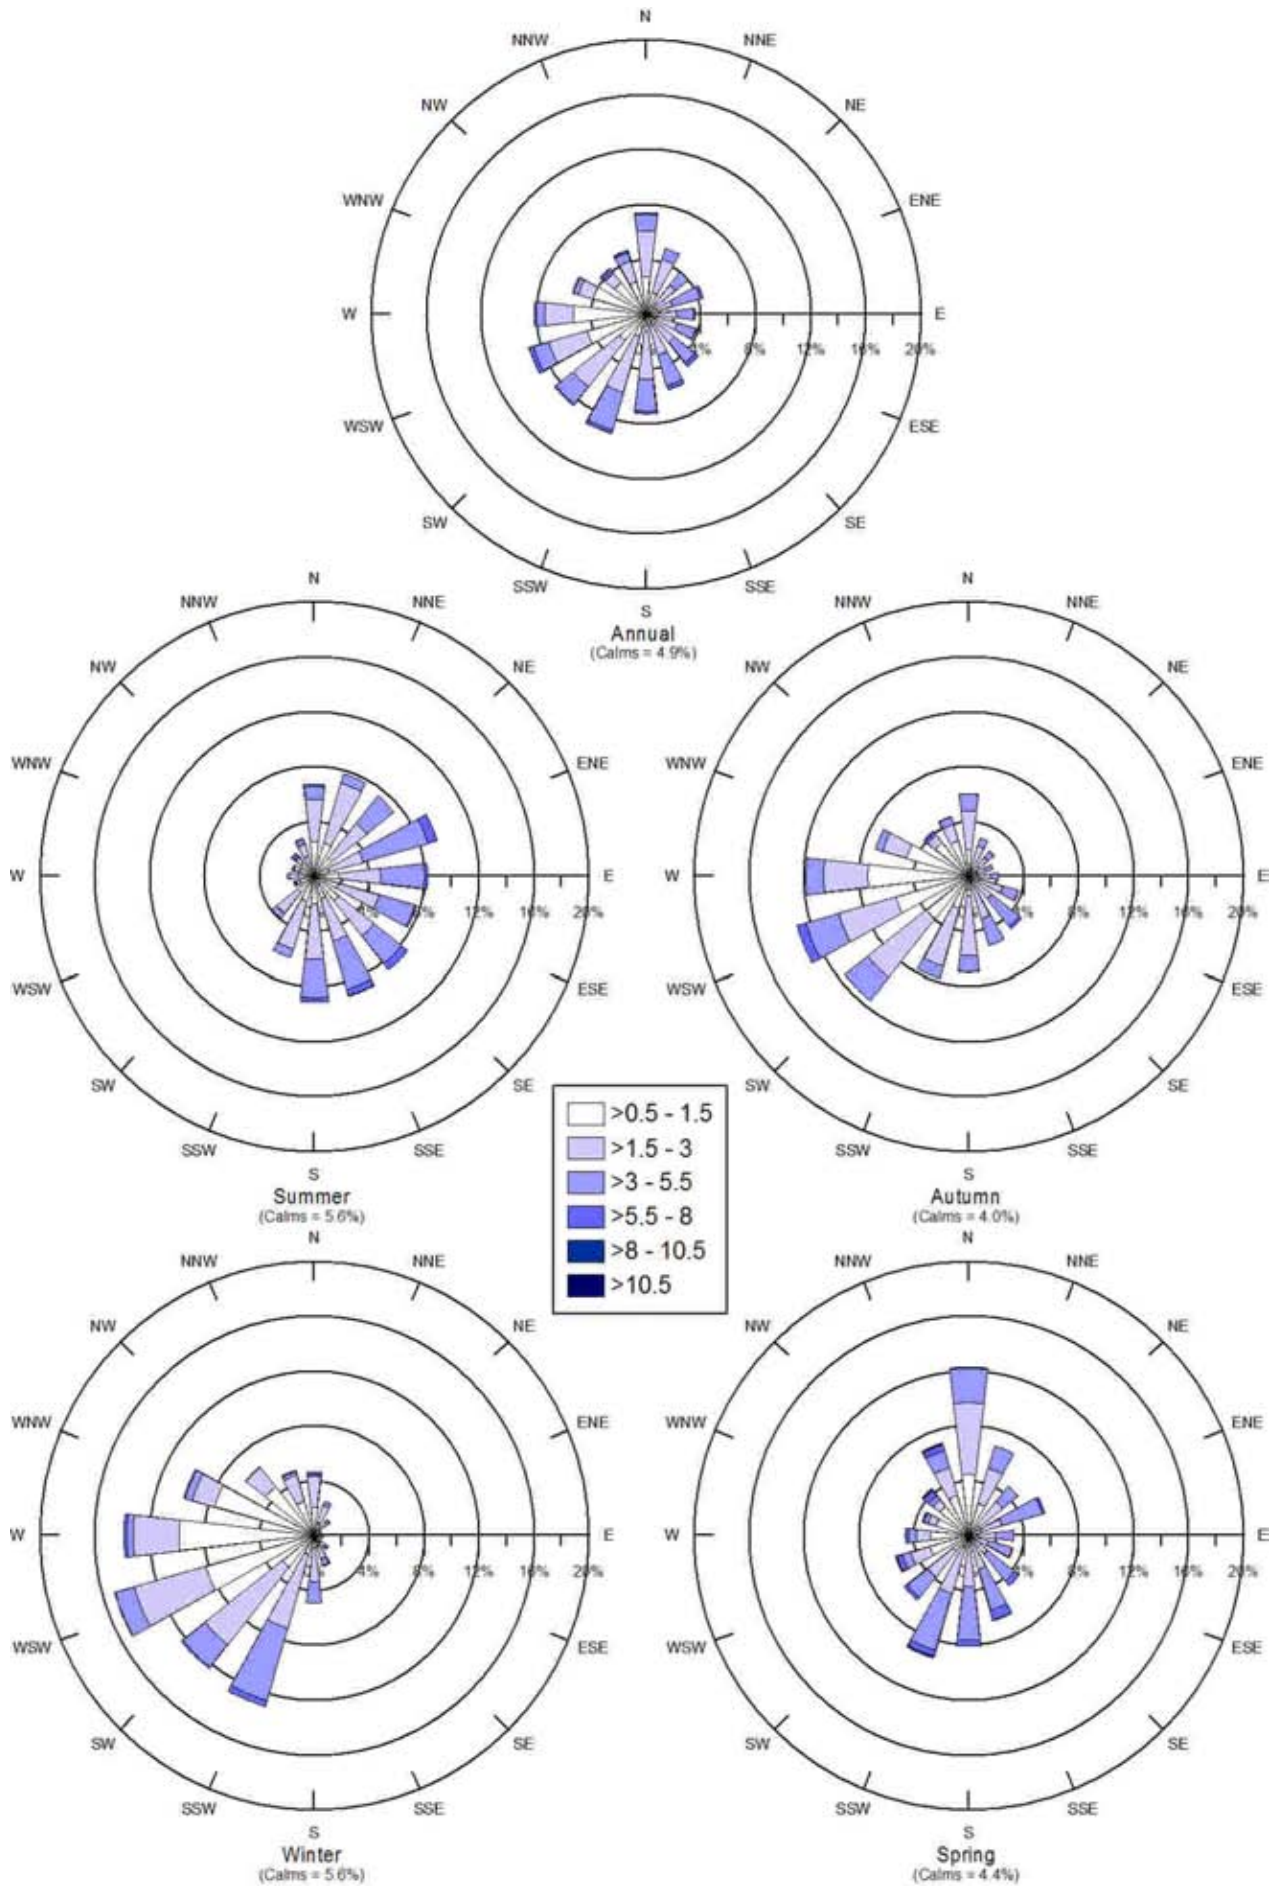 N
NNW NNE
NW NE
WNW ENE
W E
4% 8% 12% 16% 20%
WSW ESE
SW SE
SSW SSE
S
Annual
(Calms = 4.9%)
N
NNW NNE
NW NE
WNW ENE
W E
4% 8% 12% 16% 20%
WSW ESE
SW SE
SSW SSE
S
Summer
(Calms = 5.6%)
N
NNW NNE
NW NE
WNW ENE
W E
4% 8% 12% 16% 20%
WSW ESE
SW SE
SSW SSE
S
Autumn
(Calms = 4.0%)
>0.5 - 1.5
>1.5 - 3
>3 - 5.5
>5.5 - 8
>8 - 10.5
>10.5
N
NNW NNE
NW NE
WNW ENE
W E
4% 8% 12% 16% 20%
WSW ESE
SW SE
SSW SSE
S
Winter
(Calms = 5.6%)
N
NNW NNE
NW NE
WNW ENE
W E
4% 8% 12% 16% 20%
WSW ESE
SW SE
SSW SSE
S
Spring
(Calms = 4.4%)